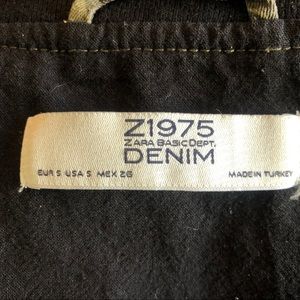 Z1975
ZARA BASIC DEPT.
DENIM
EUR S USA S MEX 26
MADE IN TURKEY